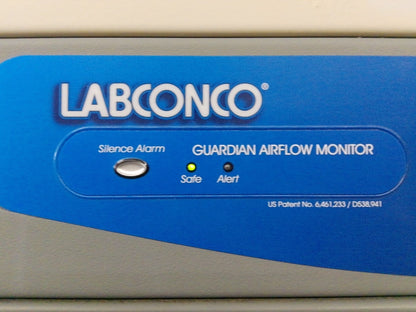 LABCONCO®
Silence Alarm
GUARDIAN AIRFLOW MONITOR
Safe Alert
US Patent No. 6,461,233 / D538,941